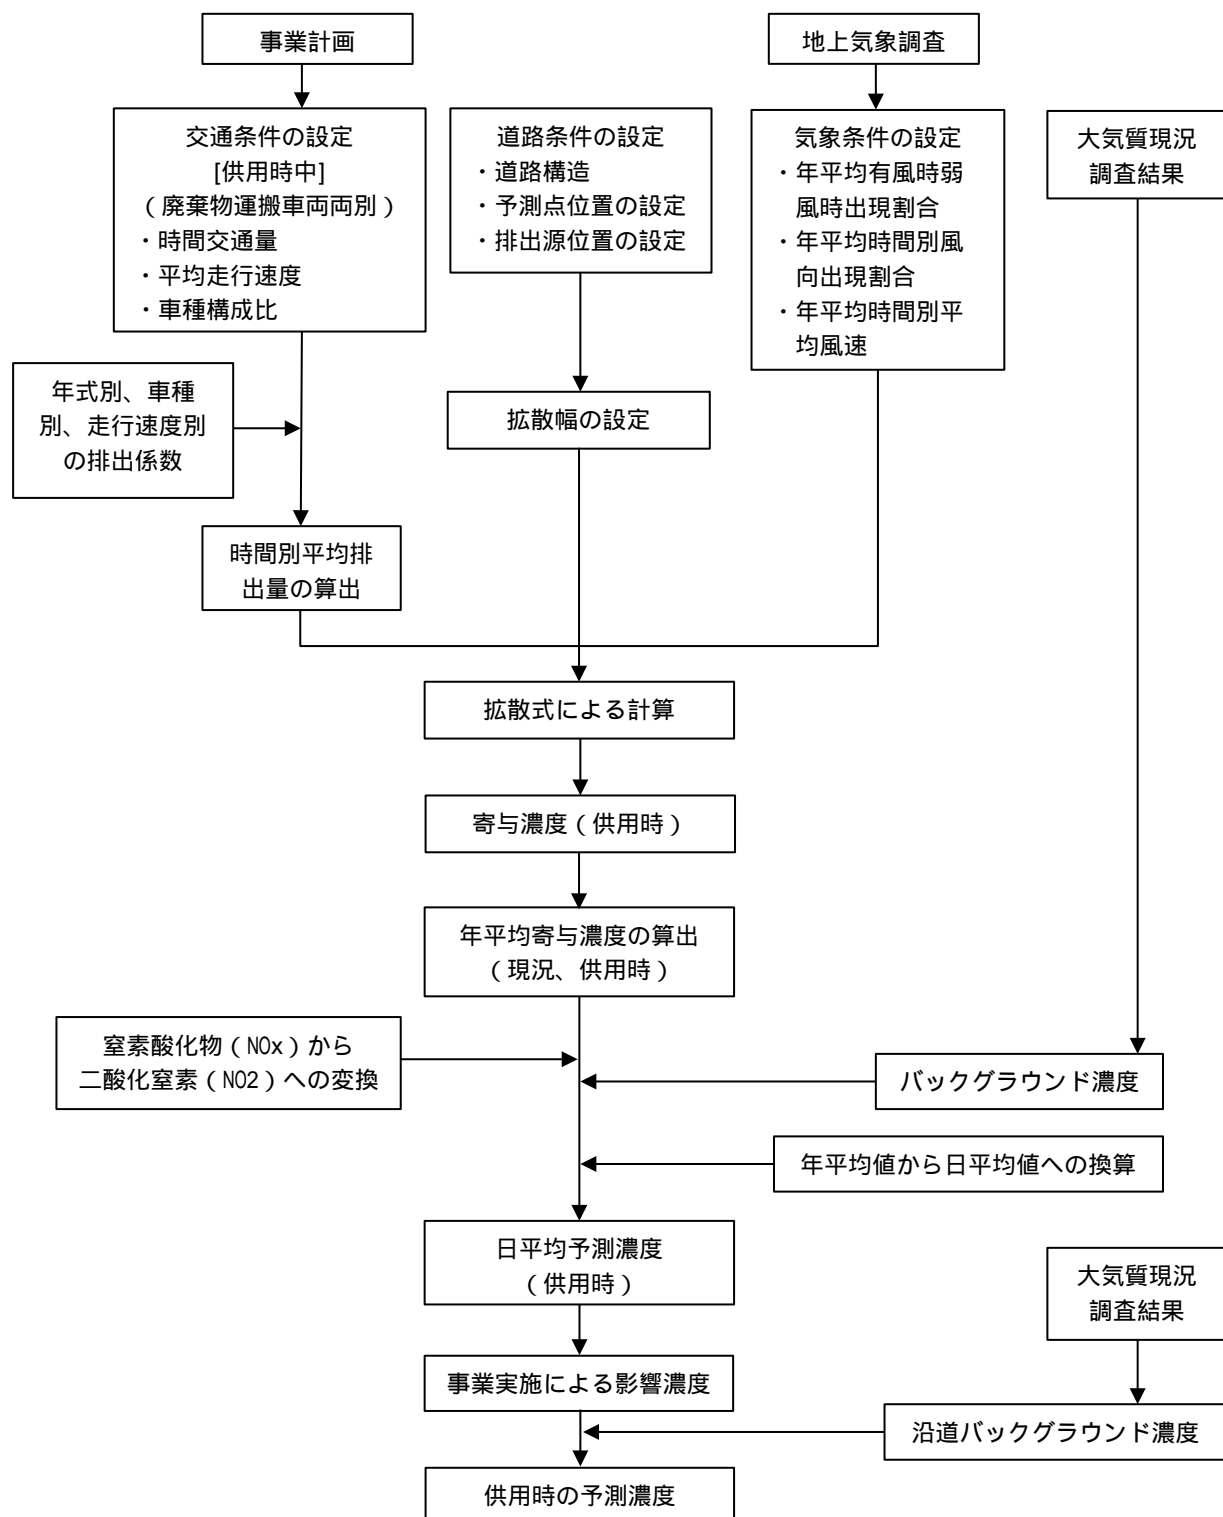 事業計画
地上気象調査
交通条件の設定
[供用時中]
（廃棄物運搬車両両別）
・時間交通量
・平均走行速度
・車種構成比
道路条件の設定
・道路構造
・予測点位置の設定
・排出源位置の設定
気象条件の設定
・年平均有風時弱
風時出現割合
・年平均時間別風
向出現割合
・年平均時間別平
均風速
大気質現況
調査結果
年式別、車種
別、走行速度別
の排出係数
拡散幅の設定
時間別平均排
出量の算出
拡散式による計算
寄与濃度（供用時）
年平均寄与濃度の算出
（現況、供用時）
窒素酸化物（NOx）から
二酸化窒素（NO2）への変換
バックグラウンド濃度
年平均値から日平均値への換算
日平均予測濃度
（供用時）
大気質現況
調査結果
事業実施による影響濃度
沿道バックグラウンド濃度
供用時の予測濃度